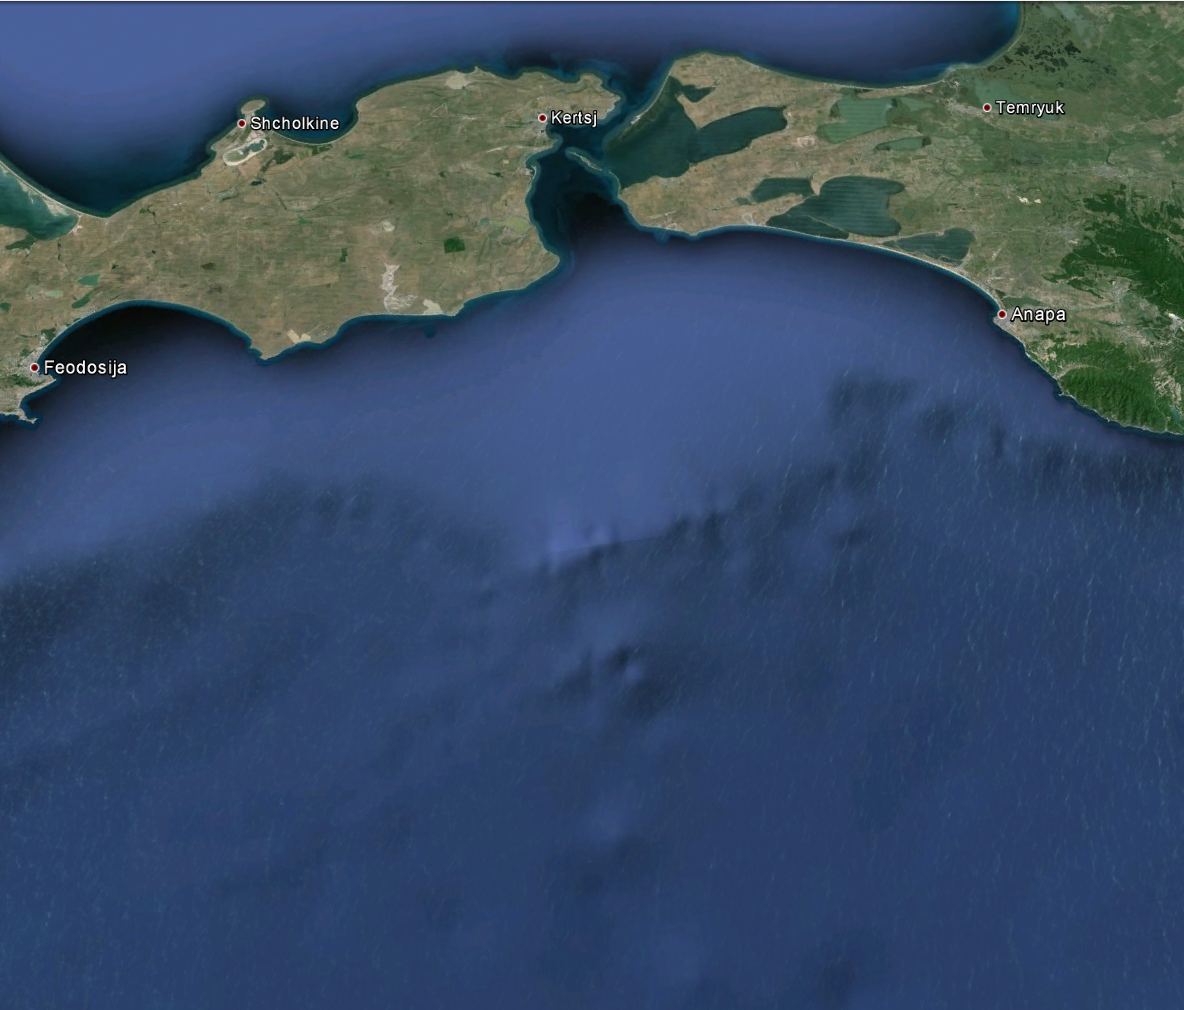 Temryuk
Kertsj
Shcholkine
Anapa
Feodosija